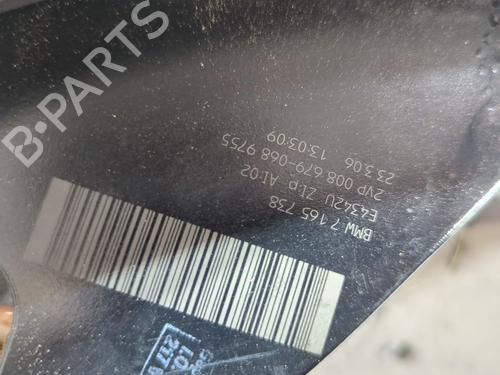 B-PARTS
BMW 7 165 738
E4342U ZLp AI:02
2VP 008 679-068 9755
23.3.06 13:03:09